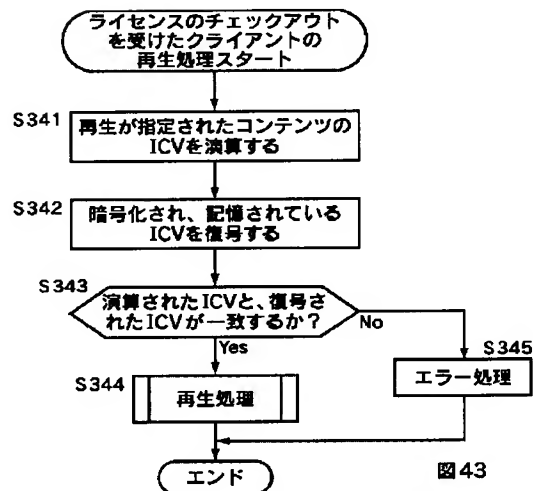 ライセンスのチェックアウト
を受けたクライアントの
再生処理スタート
S341
再生が指定されたコンテンツの
ICVを演算する
S342
暗号化され、記憶されている
ICVを復号する
S343
演算されたICVと、復号さ
れたICVが一致するか?
No
Yes
S345
エラー処理
S344
再生処理
エンド
図43